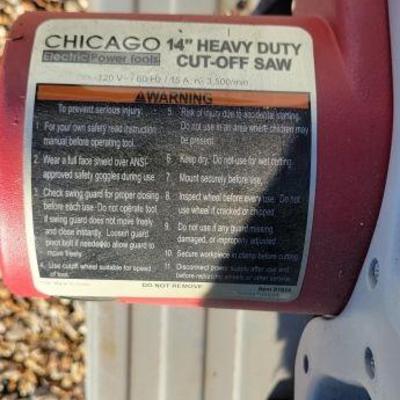 CHICAGO
Electric Power Tools
14" HEAVY DUTY
CUT-OFF SAW
120 V~ / 60 Hz / 15 A, n₀ 3,500/min
WARNING
To prevent serious injury:
1. For your own safety read instruction
manual before operating tool.
2. Wear a full face shield over ANSI-
approved safety goggles during use.
3. Check swing guard for proper closing
before each use. Do not operate tool
if swing guard does not move freely
and close instantly. Loosen guard
pivot bolt if needed to allow guard to
move freely.
4. Use cutoff wheel suitable for speed
of tool.
5. Risk of injury due to accidental starting.
Do not use in an area where children may
be present.
6. Keep dry. Do not use for wet cutting.
7. Mount securely before use.
8. Inspect wheel before every use. Do not
use wheel if cracked or chipped.
9. Do not use if any guard missing,
damaged, or improperly adjusted.
10. Secure workpiece in clamp before cutting.
11. Disconnect power supply after use and
before replacing wheels or other service.
DO NOT REMOVE